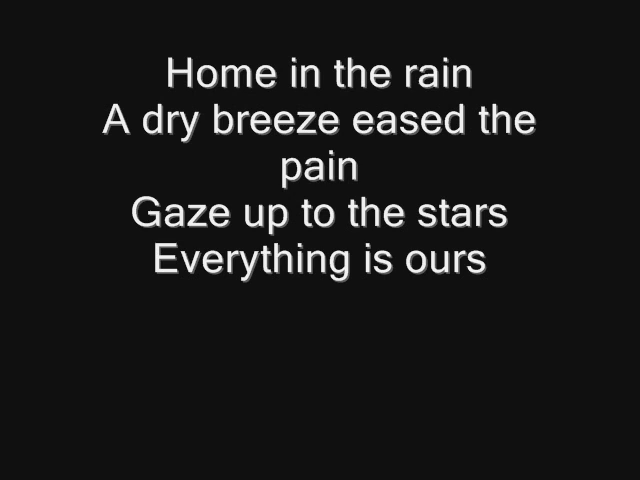 Home in the rain
A dry breeze eased the
pain
Gaze up to the stars
Everything is ours